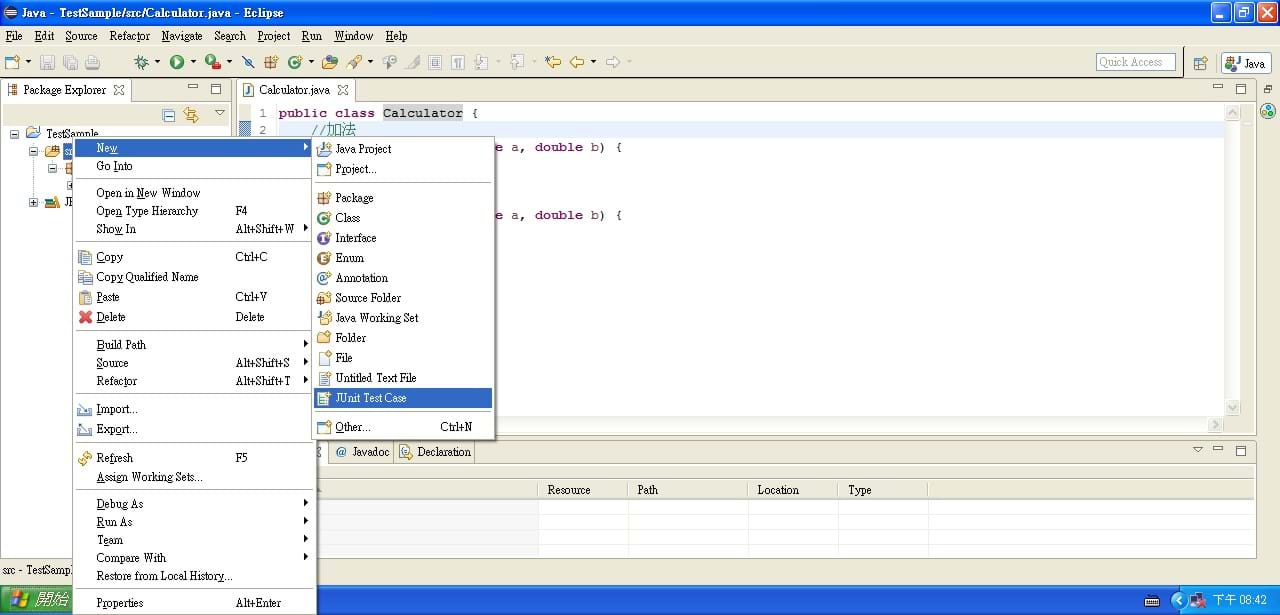 Java - TestSample/src/Calculator.java - Eclipse
File Edit Source Refactor Navigate Search Project Run Window Help
Quick Access Java
Package Explorer
Calculator.java
1 public class Calculator {
2 //加法
a, double b) {
a, double b) {
TestSample
New
Go Into
Open in New Window
Open Type Hierarchy F4
Show In Alt+Shift+W
Copy Ctrl+C
Copy Qualified Name
Paste Ctrl+V
Delete Delete
Build Path
Source Alt+Shift+S
Refactor Alt+Shift+T
Import...
Export...
Refresh F5
Assign Working Sets...
Debug As
Run As
Team
Compare With
Restore from Local History...
Properties Alt+Enter
Java Project
Project...
Package
Class
Interface
Enum
Annotation
Source Folder
Java Working Set
Folder
File
Untitled Text File
JUnit Test Case
Other... Ctrl+N
@ Javadoc Declaration
Resource Path Location Type
src - TestSampl
開始
下午 08:42